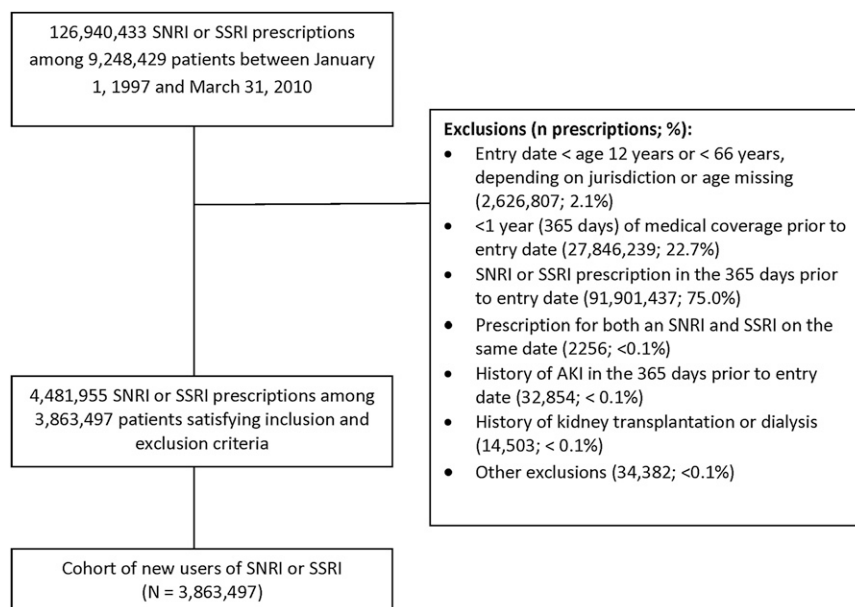 126,940,433 SNRI or SSRI prescriptions
among 9,248,429 patients between January
1, 1997 and March 31, 2010
Exclusions (n prescriptions; %):
• Entry date < age 12 years or < 66 years,
depending on jurisdiction or age missing
(2,626,807; 2.1%)
• <1 year (365 days) of medical coverage prior to
entry date (27,846,239; 22.7%)
• SNRI or SSRI prescription in the 365 days prior
to entry date (91,901,437; 75.0%)
• Prescription for both an SNRI and SSRI on the
same date (2256; <0.1%)
• History of AKI in the 365 days prior to entry
date (32,854; < 0.1%)
• History of kidney transplantation or dialysis
(14,503; < 0.1%)
• Other exclusions (34,382; <0.1%)
4,481,955 SNRI or SSRI prescriptions among
3,863,497 patients satisfying inclusion and
exclusion criteria
Cohort of new users of SNRI or SSRI
(N = 3,863,497)